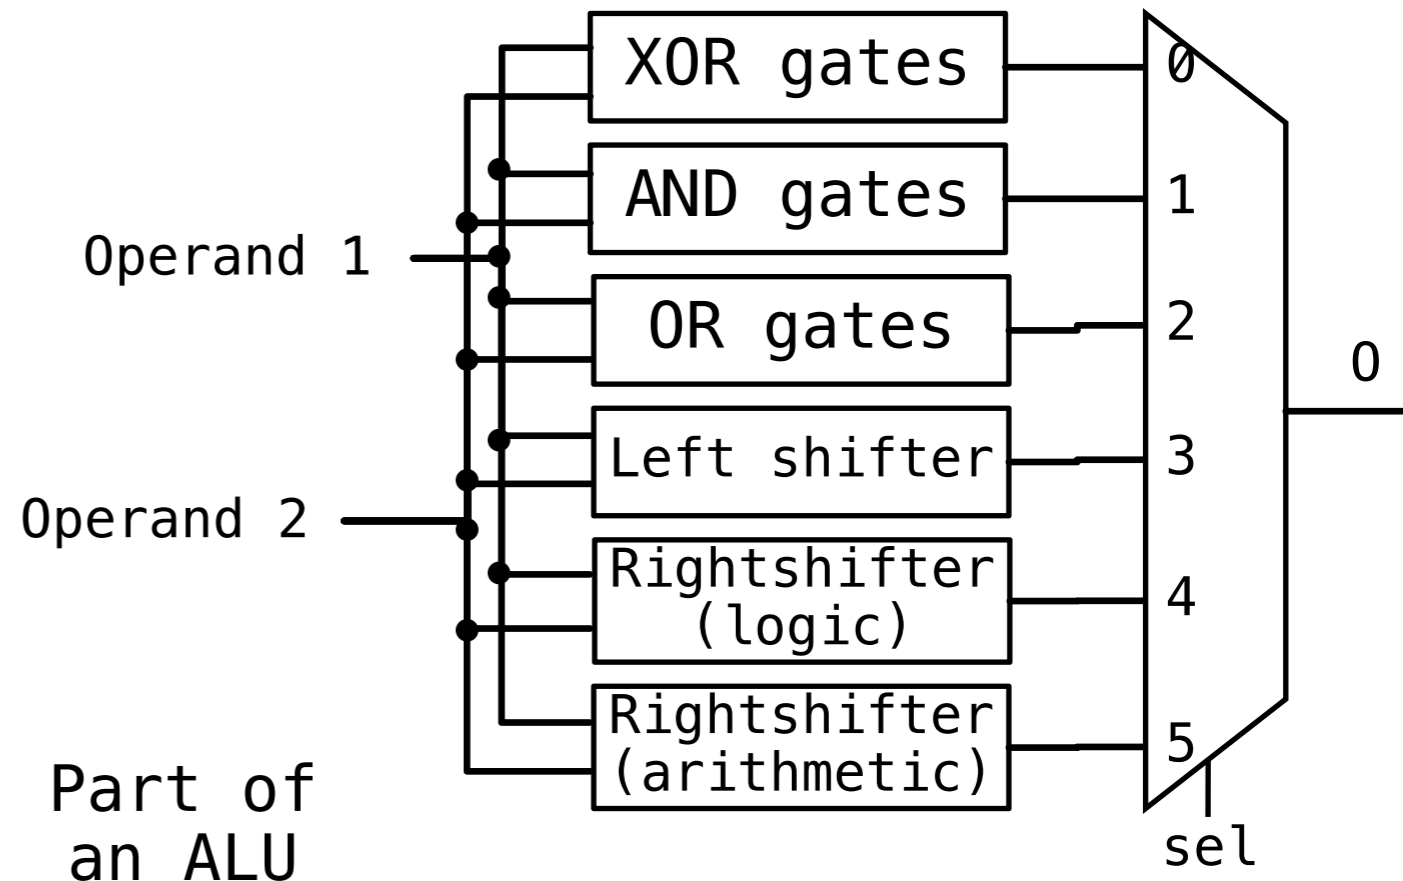 XOR gates
0
AND gates
1
Operand 1
OR gates
2
O
Left shifter
3
Operand 2
Rightshifter
(logic)
4
Rightshifter
(arithmetic)
5
Part of
an ALU
sel